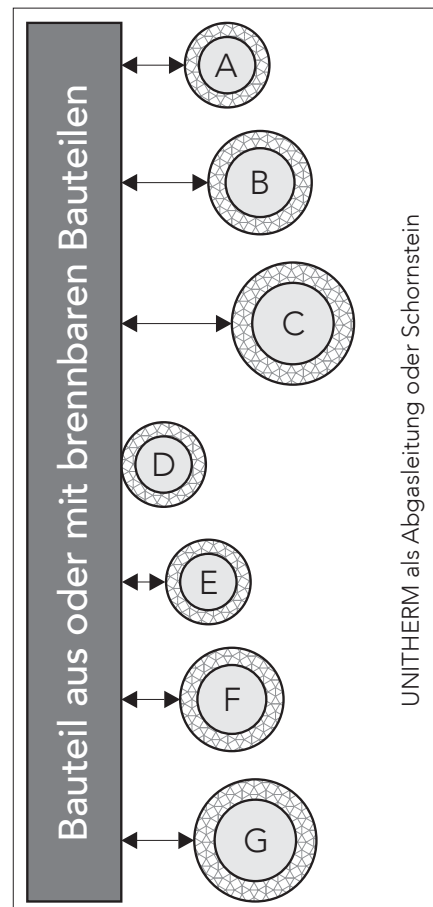 Bauteil aus oder mit brennbaren Bauteilen
A
B
C
D
E
F
G
UNITHERM als Abgasleitung oder Schornstein